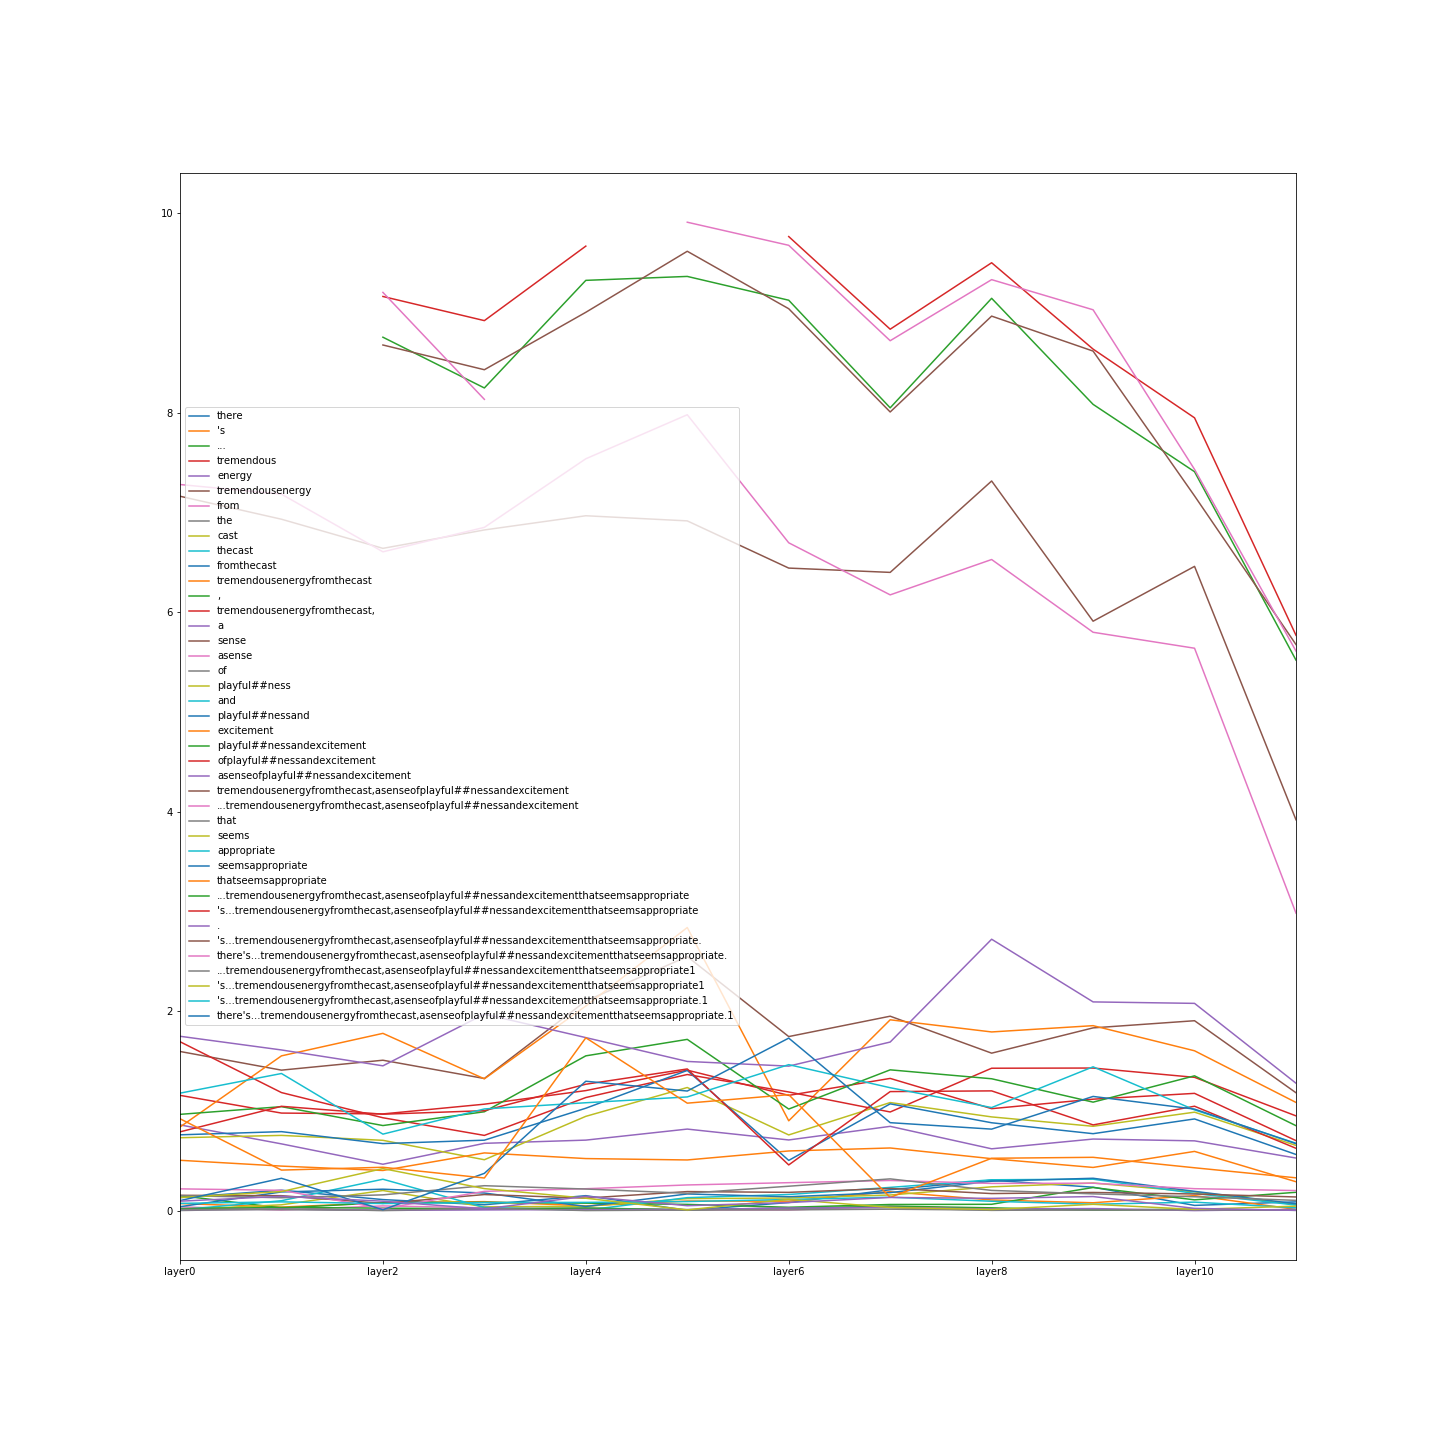 10
8
6
4
2
0
there
's
...
tremendous
energy
tremendousenergy
from
the
cast
thecast
fromthecast
tremendousenergyfromthecast
,
tremendousenergyfromthecast,
a
sense
asense
of
playful##ness
and
playful##nessand
excitement
playful##nessandexcitement
ofplayful##nessandexcitement
asenseofplayful##nessandexcitement
tremendousenergyfromthecast,asenseofplayful##nessandexcitement
...tremendousenergyfromthecast,asenseofplayful##nessandexcitement
that
seems
appropriate
seemsappropriate
thatseemsappropriate
...tremendousenergyfromthecast,asenseofplayful##nessandexcitementthatseemsappropriate
's...tremendousenergyfromthecast,asenseofplayful##nessandexcitementthatseemsappropriate
.
's...tremendousenergyfromthecast,asenseofplayful##nessandexcitementthatseemsappropriate.
there's...tremendousenergyfromthecast,asenseofplayful##nessandexcitementthatseemsappropriate.
...tremendousenergyfromthecast,asenseofplayful##nessandexcitementthatseemsappropriate1
's...tremendousenergyfromthecast,asenseofplayful##nessandexcitementthatseemsappropriate1
's...tremendousenergyfromthecast,asenseofplayful##nessandexcitementthatseemsappropriate.1
there's...tremendousenergyfromthecast,asenseofplayful##nessandexcitementthatseemsappropriate.1
layer0 layer2 layer4 layer6 layer8 layer10